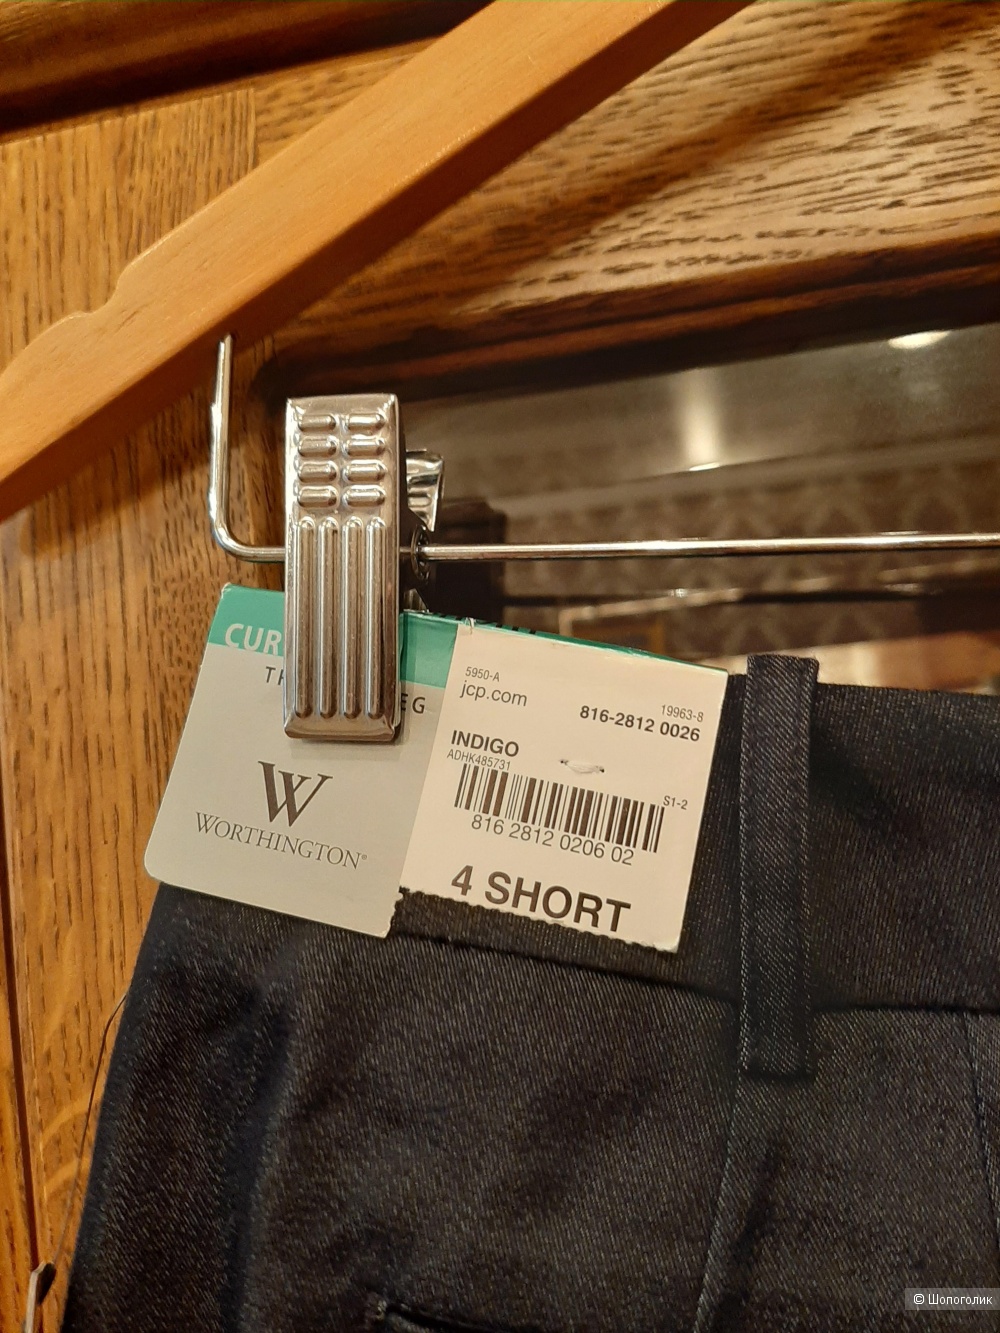 CUR
TH
EG
W
WORTHINGTON®
5950-A
jcp.com
19963-8
816-2812 0026
INDIGO
ADHK485731
S1-2
816 2812 0206 02
4 SHORT
© Шопоголик